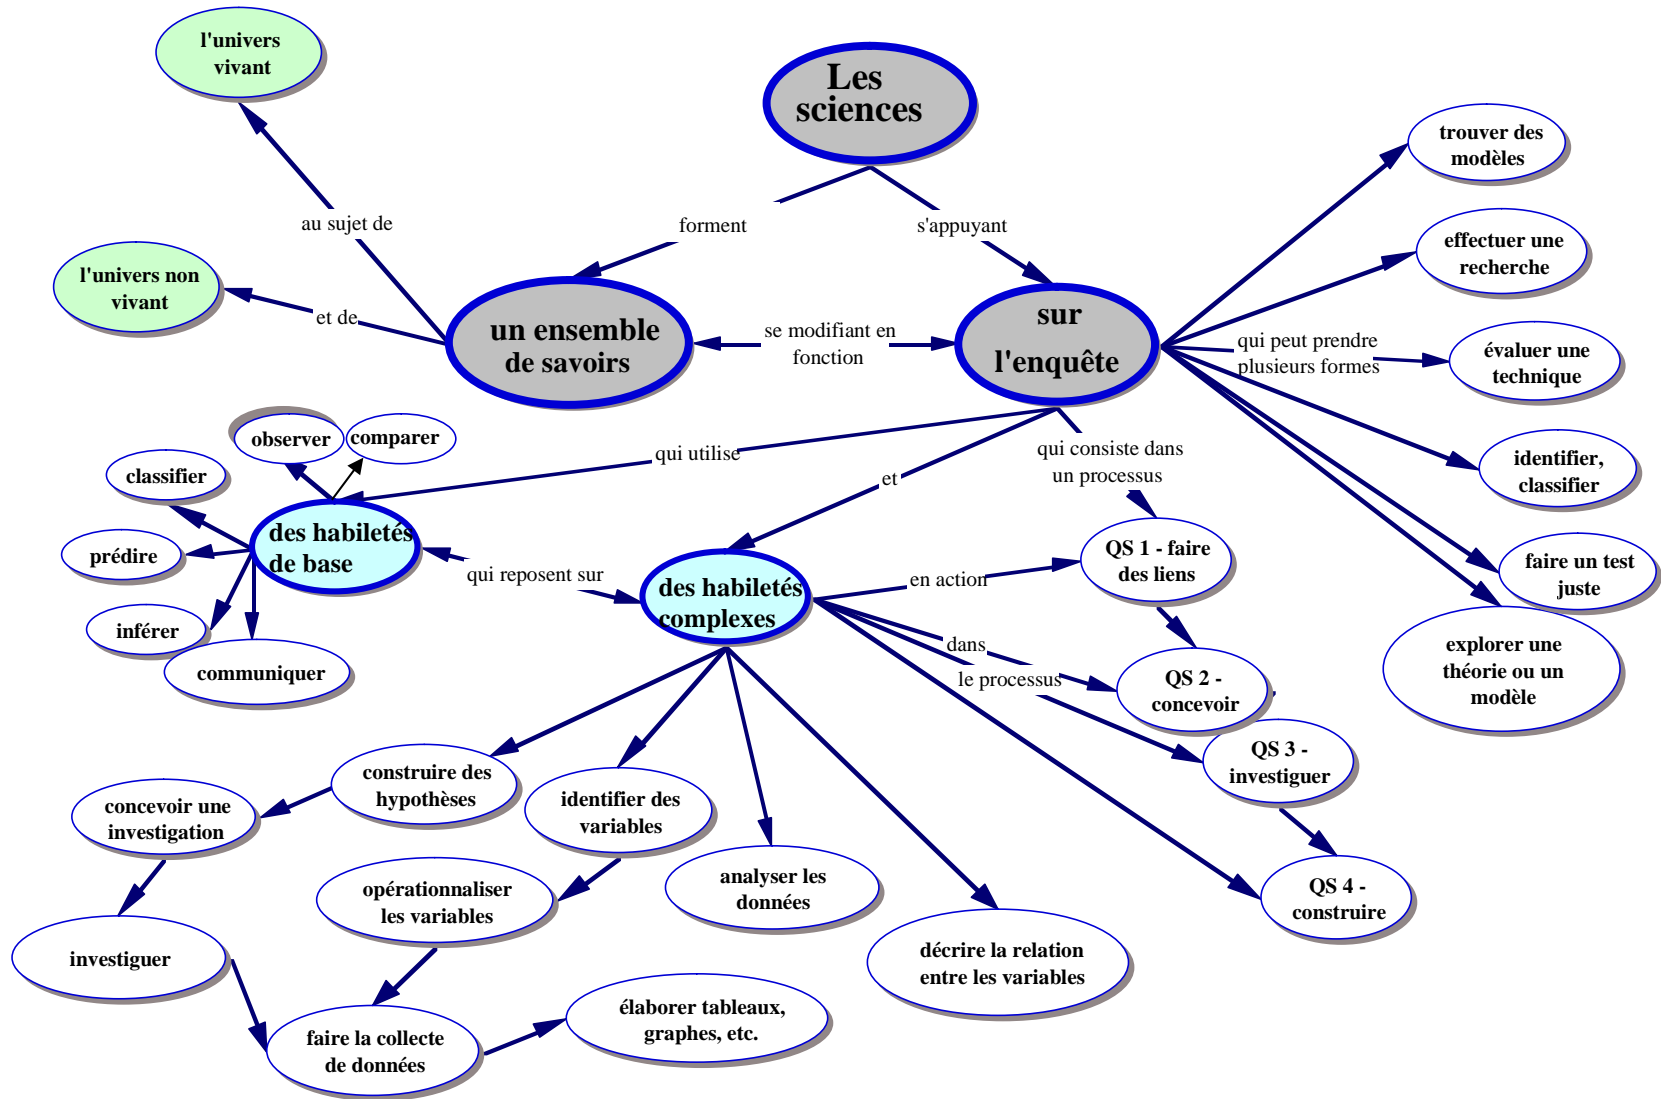 l'univers
vivant
Les
sciences
trouver des
modèles
au sujet de
forment
s'appuyant
effectuer une
recherche
l'univers non
vivant
et de
un ensemble
de savoirs
se modifiant en
fonction
sur
l'enquête
qui peut prendre
plusieurs formes
évaluer une
technique
observer
comparer
classifier
qui utilise
et
qui consiste dans
un processus
identifier,
classifier
prédire
des habiletés
de base
qui reposent sur
des habiletés
complexes
en action
QS 1 - faire
des liens
faire un test
juste
inférer
communiquer
dans
le processus
QS 2 -
concevoir
explorer une
théorie ou un
modèle
QS 3 -
investiguer
construire des
hypothèses
concevoir une
investigation
identifier des
variables
opérationnaliser
les variables
analyser les
données
QS 4 -
construire
investiguer
décrire la relation
entre les variables
faire la collecte
de données
élaborer tableaux,
graphes, etc.